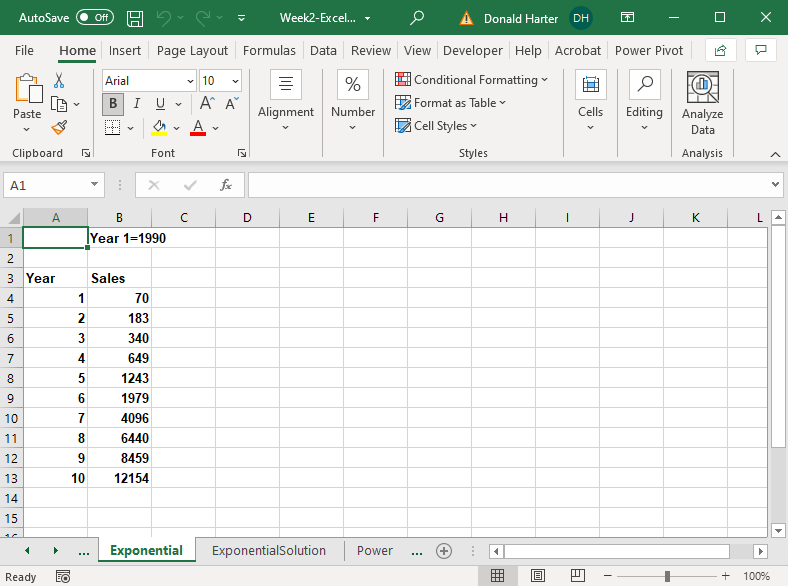 AutoSave Off Week2-Excel... Donald Harter DH
File Home Insert Page Layout Formulas Data Review View Developer Help Acrobat Power Pivot
Arial 10 % Conditional Formatting
Paste B I U A A Alignment Number Format as Table Cells Editing Analyze Data
A Cell Styles
Clipboard Font Styles Analysis
A1 fx
A B C D E F G H I J K L
1 Year 1=1990
2
3 Year Sales
4 1 70
5 2 183
6 3 340
7 4 649
8 5 1243
9 6 1979
10 7 4096
11 8 6440
12 9 8459
13 10 12154
14
15
16
... Exponential ExponentialSolution Power ...
Ready 100%